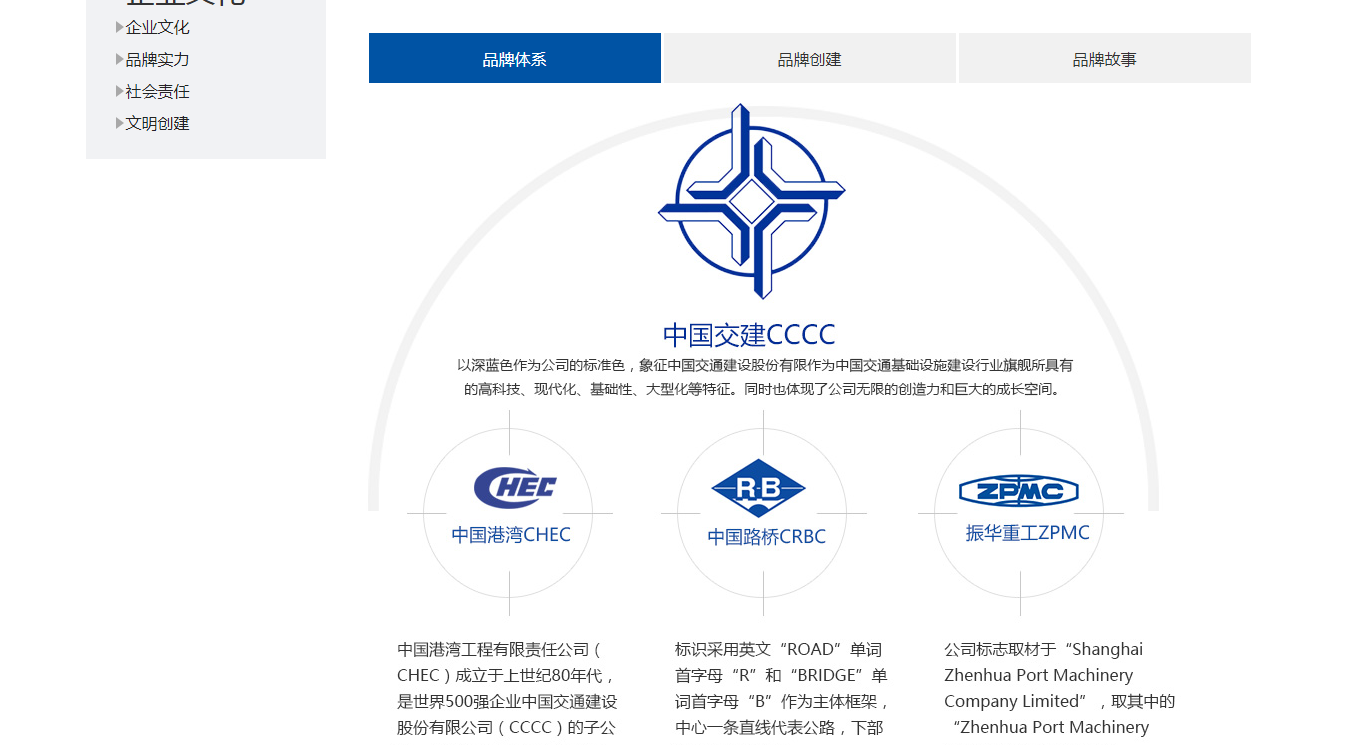 企业文化
企业文化
品牌实力
社会责任
文明创建
品牌体系
品牌创建
品牌故事
中国交建CCCC
以深蓝色作为公司的标准色，象征中国交通建设股份有限作为中国交通基础设施建设行业旗舰所具有
的高科技、现代化、基础性、大型化等特征。同时也体现了公司无限的创造力和巨大的成长空间。
CHEC
中国港湾CHEC
R-B
中国路桥CRBC
ZPMC
振华重工ZPMC
中国港湾工程有限责任公司（
CHEC）成立于上世纪80年代，
是世界500强企业中国交通建设
股份有限公司（CCCC）的子公
标识采用英文“ROAD”单词
首字母“R”和“BRIDGE”单
词首字母“B”作为主体框架，
中心一条直线代表公路，下部
公司标志取材于“Shanghai
Zhenhua Port Machinery
Company Limited”，取其中的
“Zhenhua Port Machinery